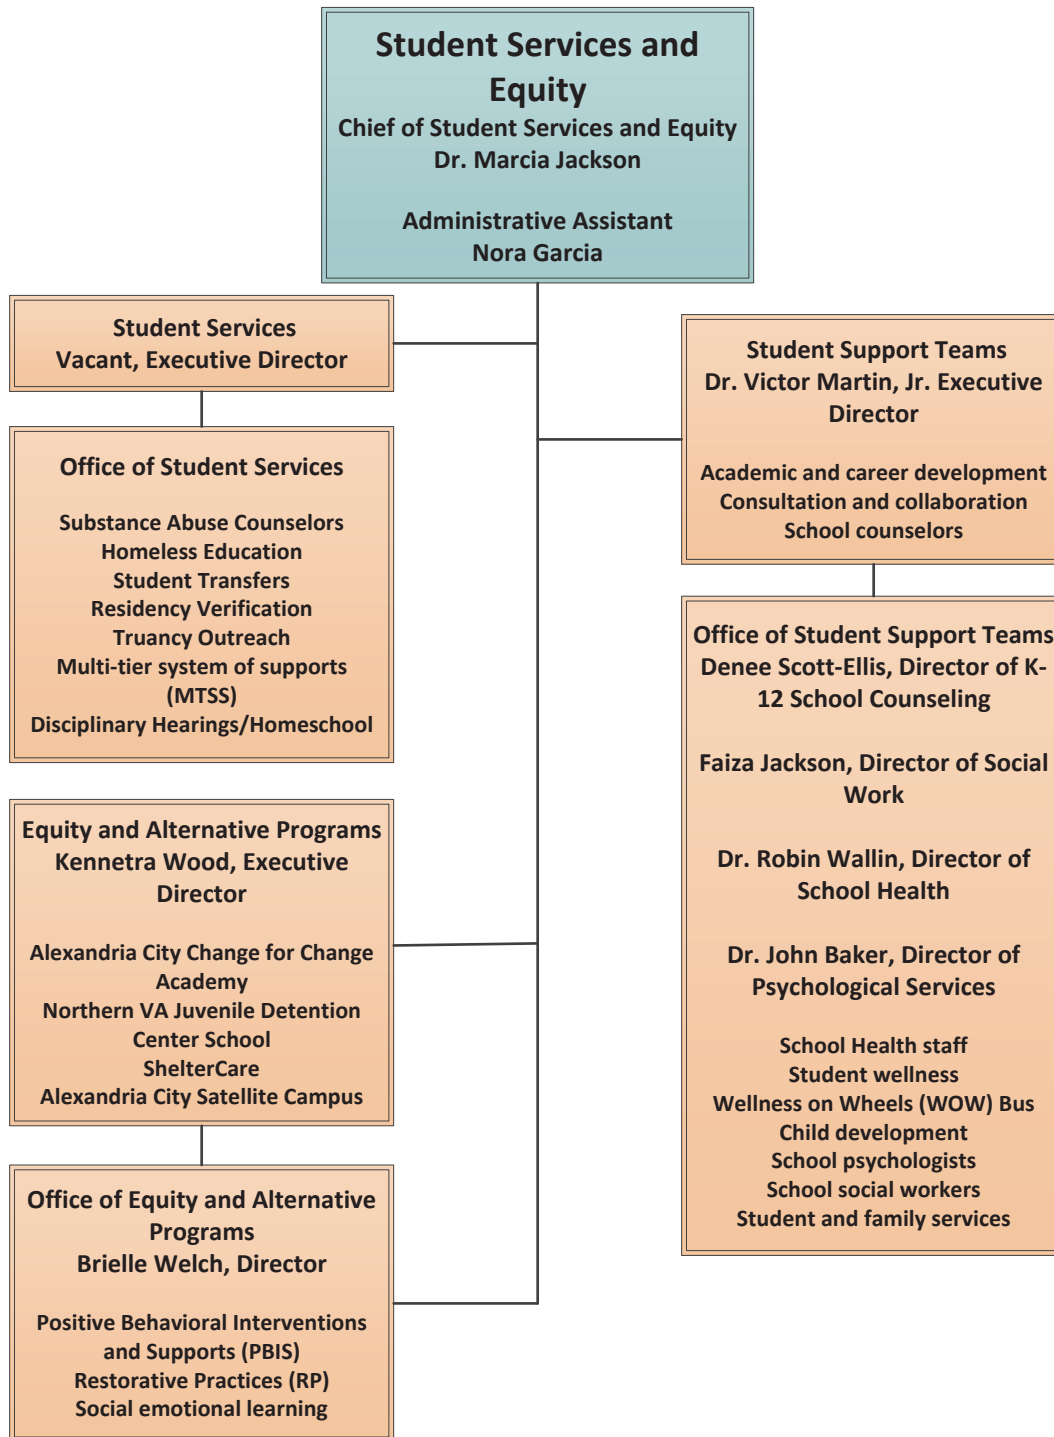 Student Services and
Equity
Chief of Student Services and Equity
Dr. Marcia Jackson
Administrative Assistant
Nora Garcia
Student Services
Vacant, Executive Director
Office of Student Services
Substance Abuse Counselors
Homeless Education
Student Transfers
Residency Verification
Truancy Outreach
Multi-tier system of supports
(MTSS)
Disciplinary Hearings/Homeschool
Equity and Alternative Programs
Kennetra Wood, Executive
Director
Alexandria City Change for Change
Academy
Northern VA Juvenile Detention
Center School
ShelterCare
Alexandria City Satellite Campus
Office of Equity and Alternative
Programs
Brielle Welch, Director
Positive Behavioral Interventions
and Supports (PBIS)
Restorative Practices (RP)
Social emotional learning
Student Support Teams
Dr. Victor Martin, Jr. Executive
Director
Academic and career development
Consultation and collaboration
School counselors
Office of Student Support Teams
Denee Scott-Ellis, Director of K-
12 School Counseling
Faiza Jackson, Director of Social
Work
Dr. Robin Wallin, Director of
School Health
Dr. John Baker, Director of
Psychological Services
School Health staff
Student wellness
Wellness on Wheels (WOW) Bus
Child development
School psychologists
School social workers
Student and family services